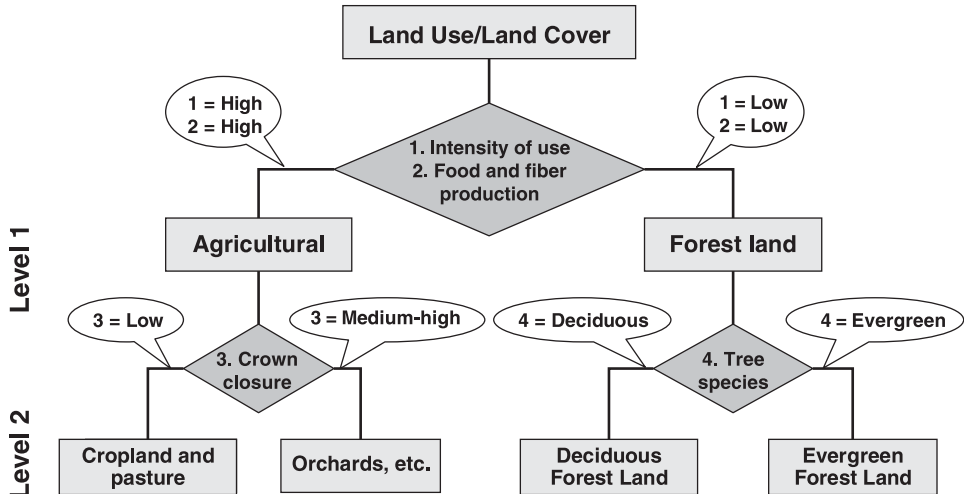 Land Use/Land Cover
1 = High
2 = High
1 = Low
2 = Low
1. Intensity of use
2. Food and fiber
production
Level 1
Agricultural
Forest land
3 = Low
3 = Medium-high
4 = Deciduous
4 = Evergreen
3. Crown
closure
4. Tree
species
Level 2
Cropland and
pasture
Orchards, etc.
Deciduous
Forest Land
Evergreen
Forest Land